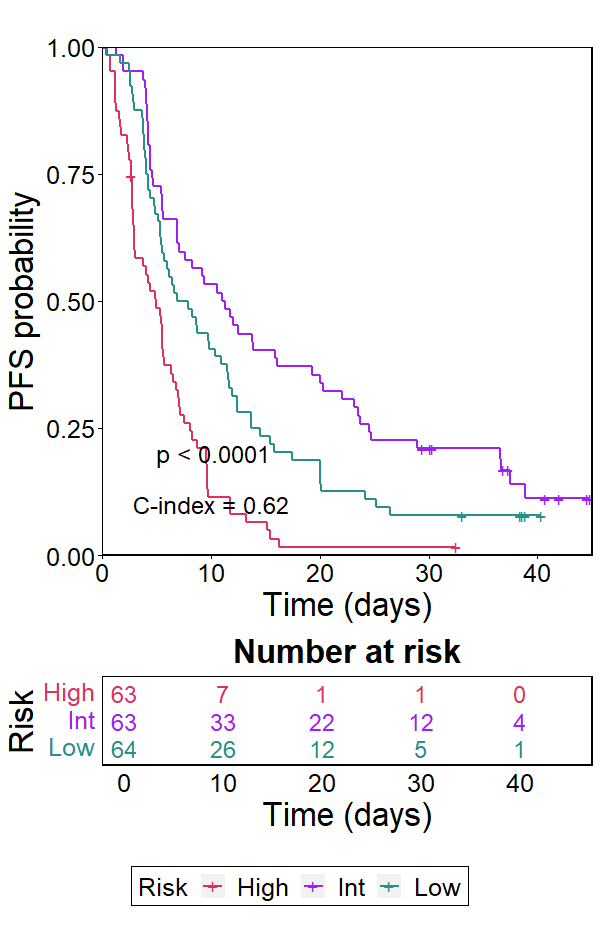 PFS probability
1.00
0.75
0.50
0.25
0.00
p < 0.0001
C-index = 0.62
0 10 20 30 40
Time (days)
Number at risk
Risk
High 63 7 1 1 0
Int 63 33 22 12 4
Low 64 26 12 5 1
0 10 20 30 40
Time (days)
Risk High Int Low